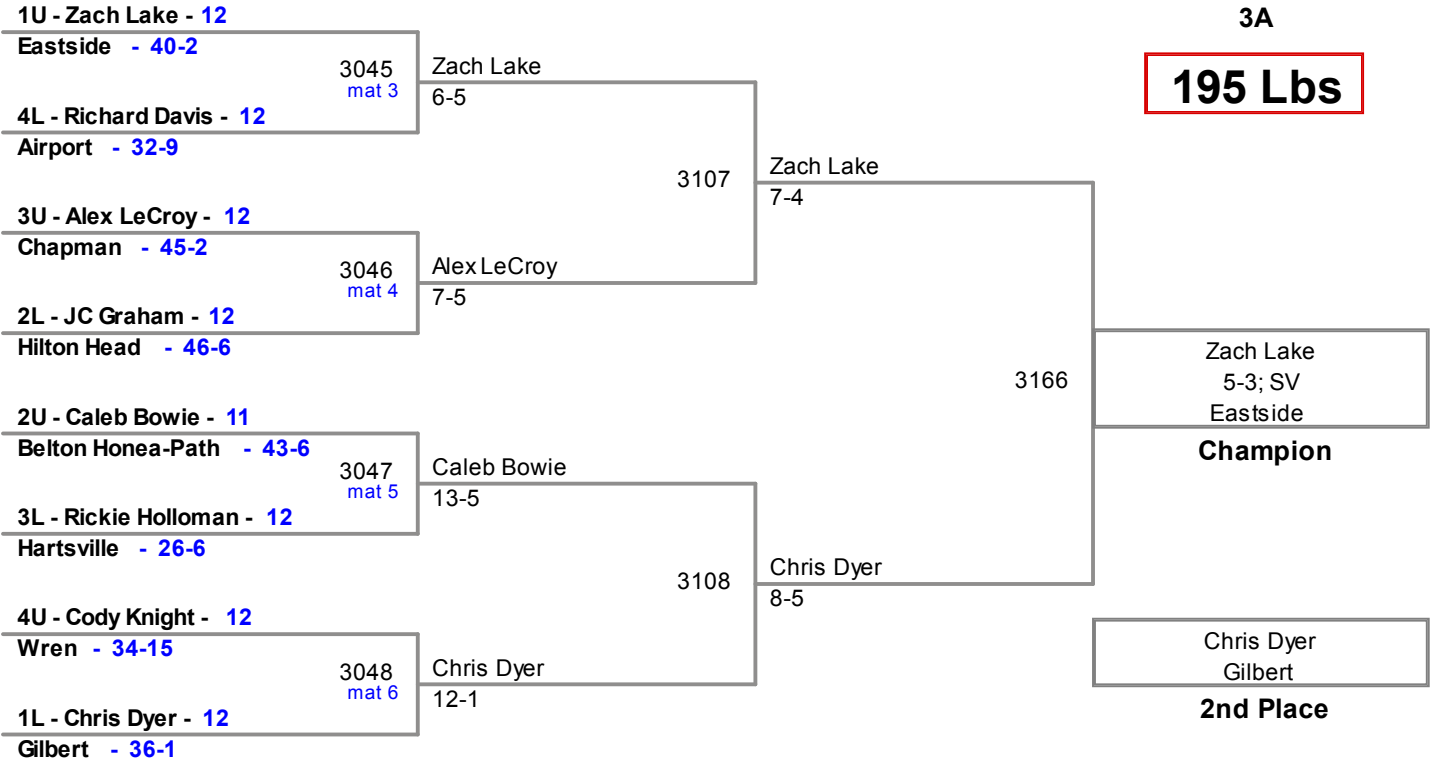 1U - Zach Lake - 12
Eastside - 40-2
3045
mat 3
4L - Richard Davis - 12
Airport - 32-9
Zach Lake
6-5
3U - Alex LeCroy - 12
Chapman - 45-2
3046
mat 4
2L - JC Graham - 12
Hilton Head - 46-6
Alex LeCroy
7-5
3107
Zach Lake
7-4
2U - Caleb Bowie - 11
Belton Honea-Path - 43-6
3047
mat 5
3L - Rickie Holloman - 12
Hartsville - 26-6
Caleb Bowie
13-5
4U - Cody Knight - 12
Wren - 34-15
3048
mat 6
1L - Chris Dyer - 12
Gilbert - 36-1
Chris Dyer
12-1
3108
Chris Dyer
8-5
3166
3A
195 Lbs
Zach Lake
5-3; SV
Eastside
Champion
Chris Dyer
Gilbert
2nd Place